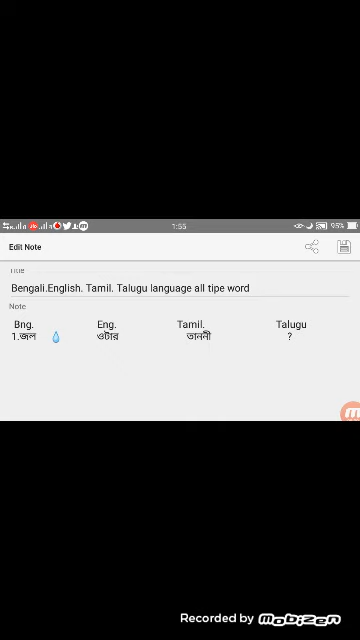 1:55
95%
Edit Note
Title
Bengali.English. Tamil. Talugu language all tipe word
Note
Bng. Eng. Tamil. Talugu
1.জল 💧 ওটার তাননী ?
Recorded by mobizen